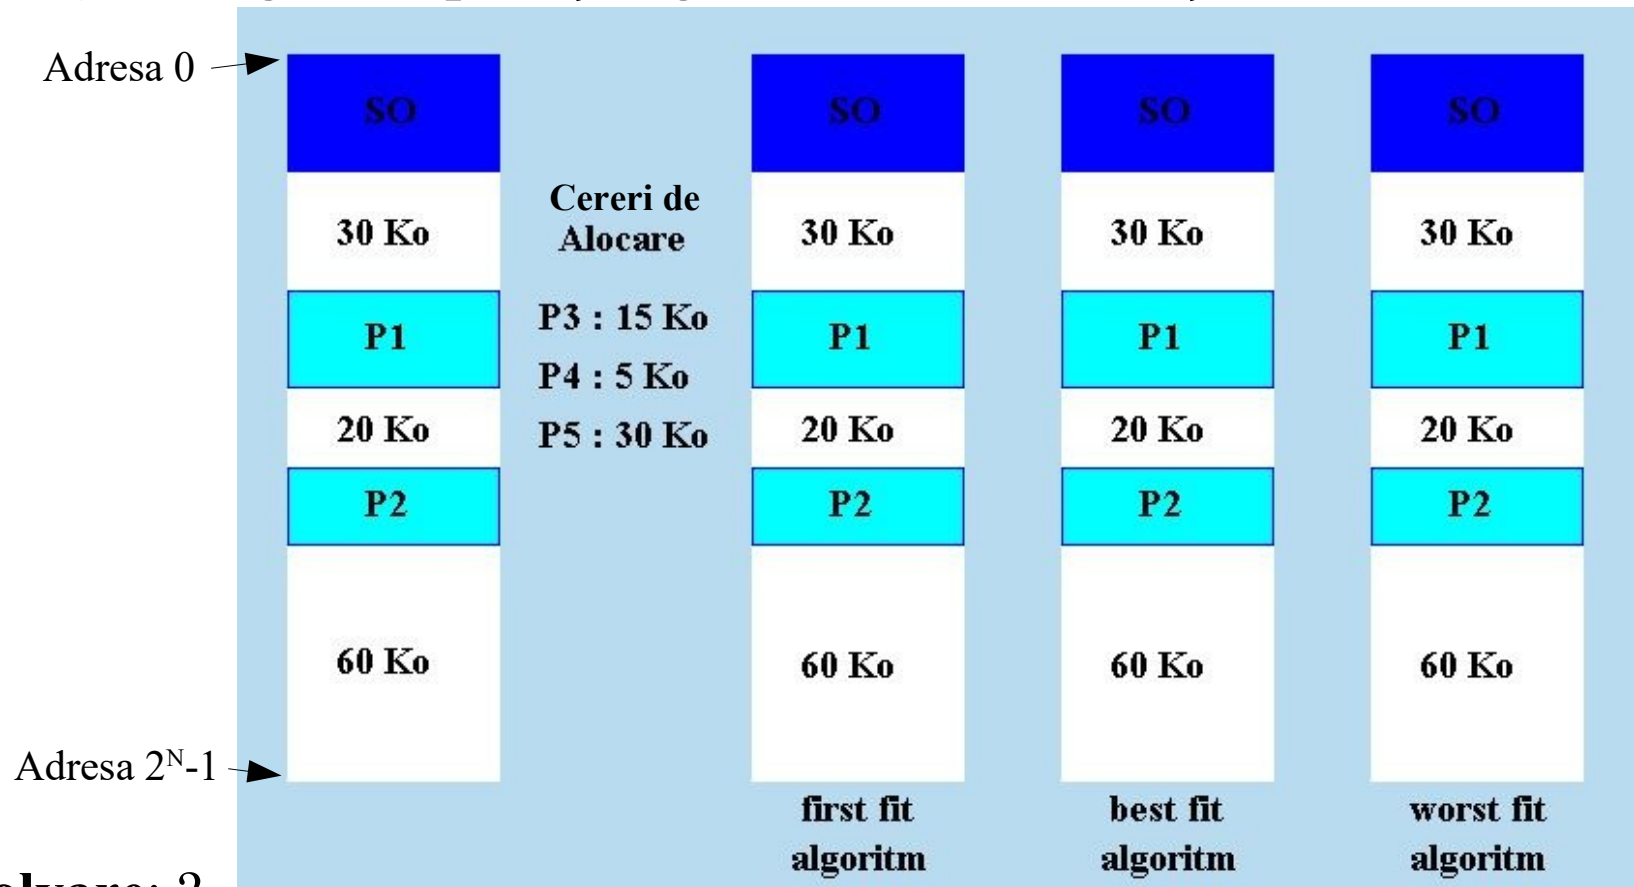 Adresa 0
SO
30 Ko
P1
20 Ko
P2
60 Ko
Adresa 2ᴺ-1
Cereri de
Alocare
P3 : 15 Ko
P4 : 5 Ko
P5 : 30 Ko
SO
30 Ko
P1
20 Ko
P2
60 Ko
first fit
algoritm
SO
30 Ko
P1
20 Ko
P2
60 Ko
best fit
algoritm
SO
30 Ko
P1
20 Ko
P2
60 Ko
worst fit
algoritm